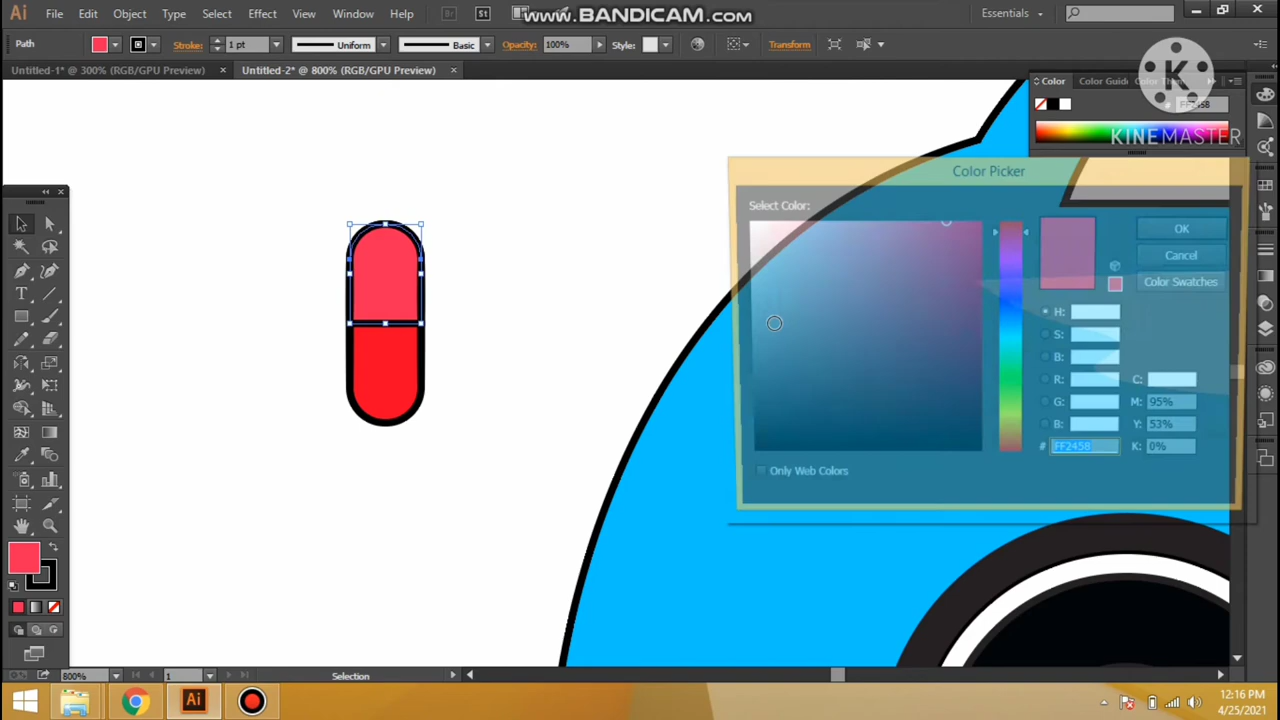 Ai File Edit Object Type Select Effect View Window Help Br St www.BANDICAM.com Essentials
Path Stroke: 1 pt Uniform Basic Opacity: 100% Style: Transform
Untitled-1* @ 300% (RGB/GPU Preview) × Untitled-2* @ 800% (RGB/GPU Preview) ×
Color Color Guide
K
KINEMASTER
Color Picker
Select Color:
OK
Cancel
Color Swatches
H:
S:
B:
R: C:
G: M: 95%
B: Y: 53%
# FF2458 K: 0%
Only Web Colors
800% 1 Selection
Ai 12:16 PM
4/25/2021